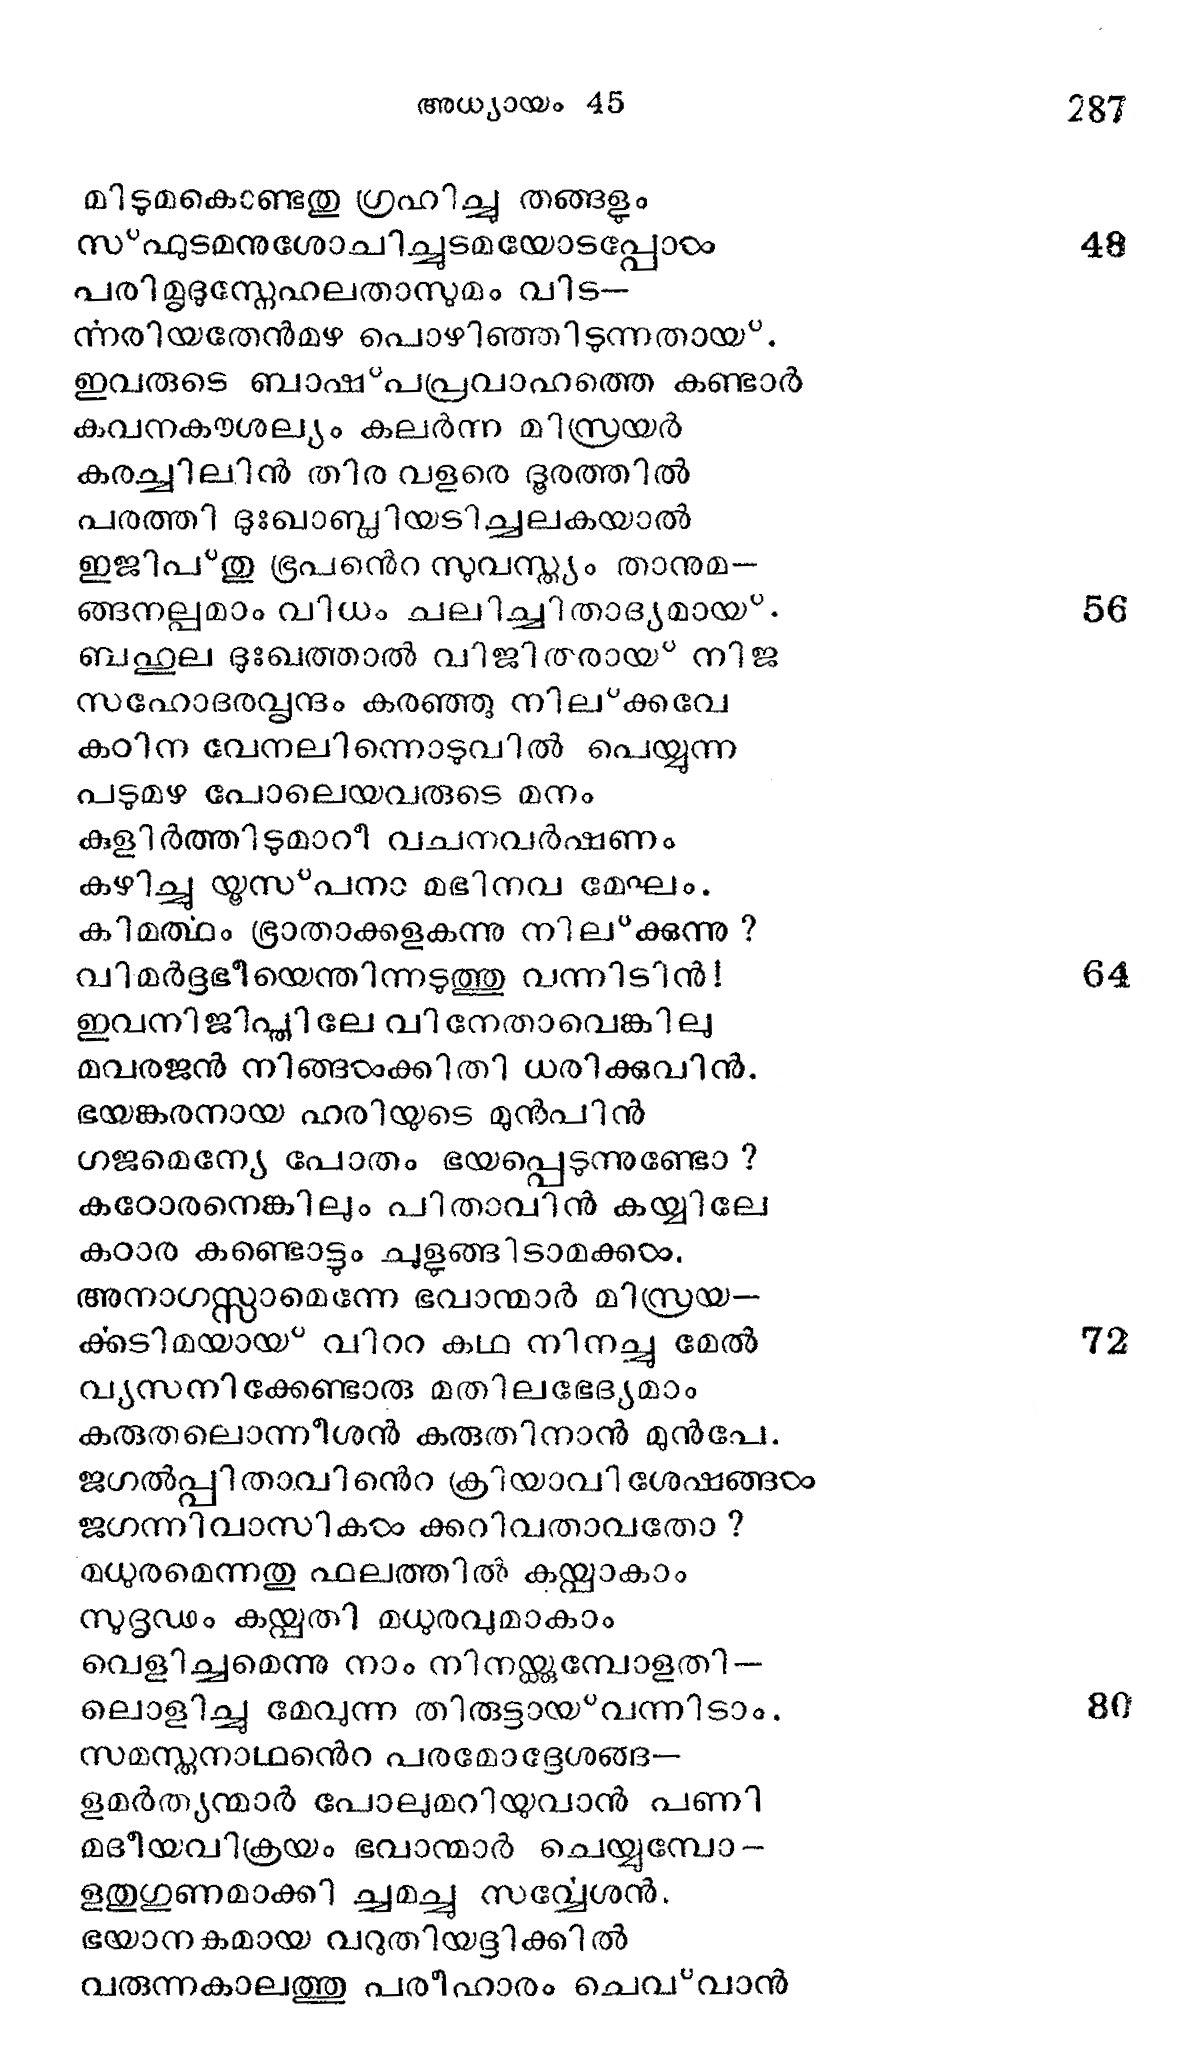 അധ്യായം 45 287
മിടുമകൊണ്ടതു ഗ്രഹിച്ചു തങ്ങളും
സ്ഫുടമനുശോചിച്ചുടമയോടപ്പോൾ 48
പരിമൃദുസ്നേഹലതാസുമം വിട–
ർന്നരിയതേൻമഴ പൊഴിഞ്ഞിടുന്നതായ്.
ഇവരുടെ ബാഷ്പപ്രവാഹത്തെ കണ്ടാർ
കവനകൗശല്യം കലർന്ന മിസ്രയർ
കരച്ചിലിൻ തിര വളരെ ദൂരത്തിൽ
പരത്തി ദുഃഖാബ്ധിയടിച്ചലകയാൽ
ഇജിപ്തു ഭൂപൻെറ സുവസ്ത്യം താനുമ–
ങ്ങനല്പമാം വിധം ചലിച്ചിതാദ്യമായ്. 56
ബഹുല ദുഃഖത്താൽ വിജിതരായ് നിജ
സഹോദരവൃന്ദം കരഞ്ഞു നില്ക്കവേ
കഠിന വേനലിന്നൊടുവിൽ പെയ്യുന്ന
പടുമഴ പോലെയവരുടെ മനം
കുളിർത്തിടുമാറീ വചനവർഷണം
കഴിച്ചു യൂസ്പനാ മഭിനവ മേഘം.
കിമർത്ഥം ഭ്രാതാക്കളകന്നു നില്ക്കുന്നു ?
വിമർദ്ദഭീയെന്തിന്നടുത്തു വന്നിടിൻ! 64
ഇവനിജിപ്തിലേ വിനേതാവെങ്കിലു
മവരജൻ നിങ്ങൾക്കിതി ധരിക്കുവിൻ.
ഭയങ്കരനായ ഹരിയുടെ മുൻപിൻ
ഗജമെന്യേ പോതം ഭയപ്പെടുന്നുണ്ടോ ?
കഠോരനെങ്കിലും പിതാവിൻ കയ്യിലേ
കഠാര കണ്ടൊട്ടും ചൂളുങ്ങിടാമക്കൾ.
അനാഗസ്സാമെന്നേ ഭവാന്മാർ മിസ്രയ–
ർക്കടിമയായ് വിററ കഥ നിനച്ചു മേൽ 72
വ്യസനിക്കേണ്ടാരു മതിലഭേദ്യമാം
കരുതലൊന്നീശൻ കരുതിനാൻ മുൻപേ.
ജഗൽപ്പിതാവിൻെറ ക്രിയാവിശേഷങ്ങൾ
ജഗന്നിവാസികൾ ക്കറിവതാവതോ ?
മധുരമെന്നതു ഫലത്തിൽ കയ്പാകാം
സുദൃഢം കയ്പതി മധുരവുമാകാം
വെളിച്ചമെന്നു നാം നിനയ്ക്കുമ്പോളതി–
ലൊളിച്ചു മേവുന്ന തിരുട്ടായ്‌വന്നിടാം. 80
സമസ്തനാഥൻെറ പരമോദ്ദേശങ്ങ–
ളമർത്യന്മാർ പോലുമറിയുവാൻ പണി
മദീയവിക്രയം ഭവാന്മാർ ചെയ്യുമ്പോ–
ളതുഗുണമാക്കി ച്ചമച്ചു സർവ്വേശൻ.
ഭയാനകമായ വറുതിയദ്ദിക്കിൽ
വരുന്നകാലത്തു പരീഹാരം ചെവ്‌വാൻ